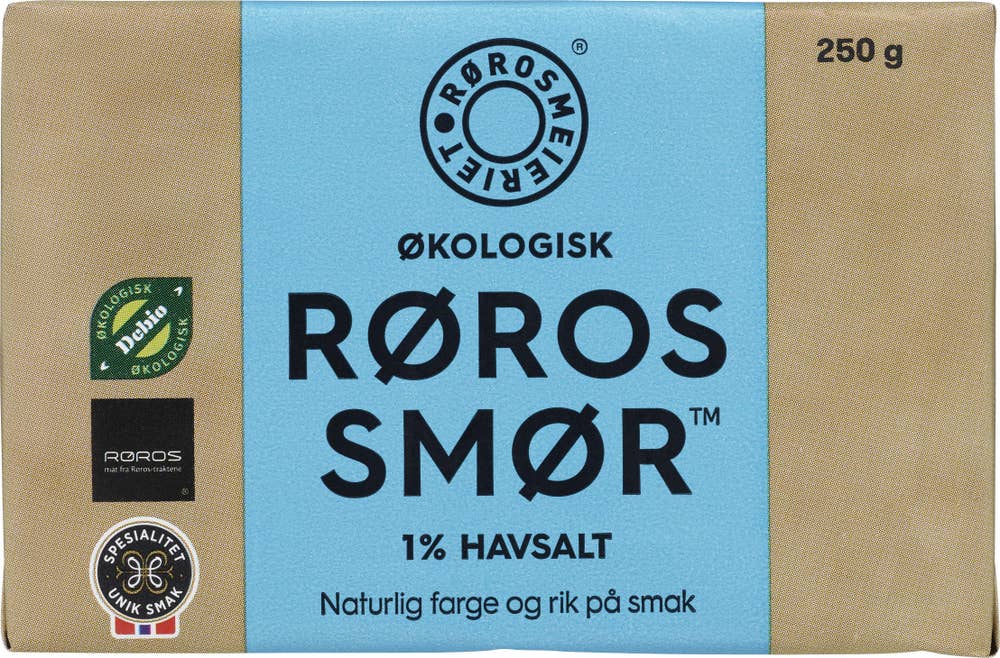 RØROSMEIERIET ®
250 g
ØKOLOGISK
RØROS
SMØR™
1% HAVSALT
Naturlig farge og rik på smak
ØKOLOGISK
Debio
ØKOLOGISK
RØROS
mat fra Røros-traktene
®
SPESIALITET
UNIK SMAK